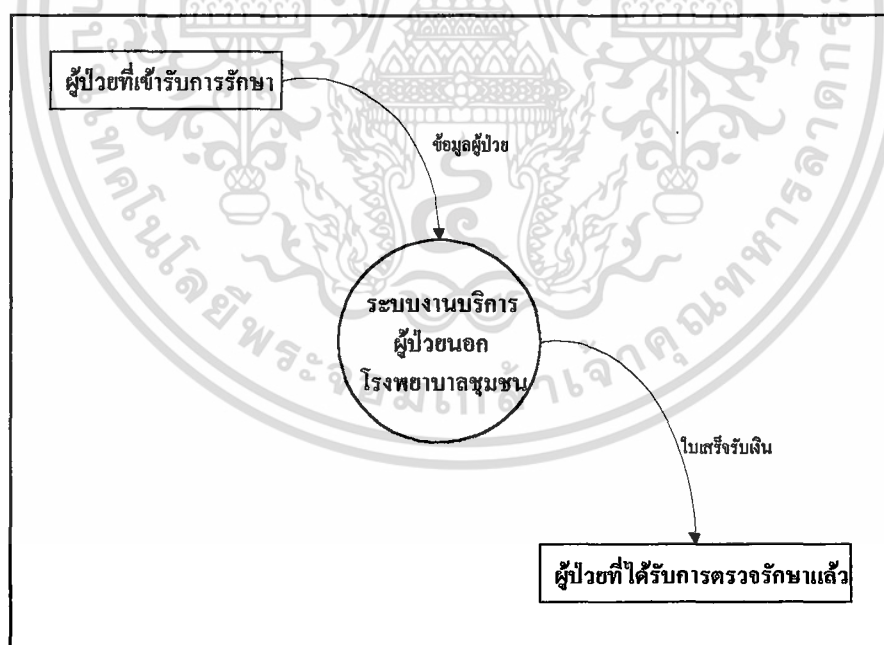 ผู้ป่วยที่เข้ารับการรักษา
ข้อมูลผู้ป่วย
ระบบงานบริการ
ผู้ป่วยนอก
โรงพยาบาลชุมชน
ใบเสร็จรับเงิน
ผู้ป่วยที่ได้รับการตรวจรักษาแล้ว